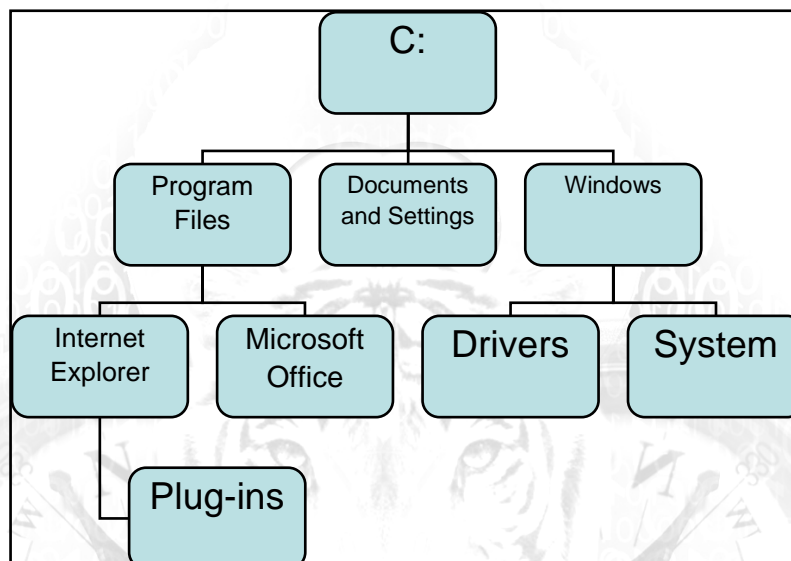 C:
Program
Files
Documents
and Settings
Windows
Internet
Explorer
Microsoft
Office
Drivers
System
Plug-ins